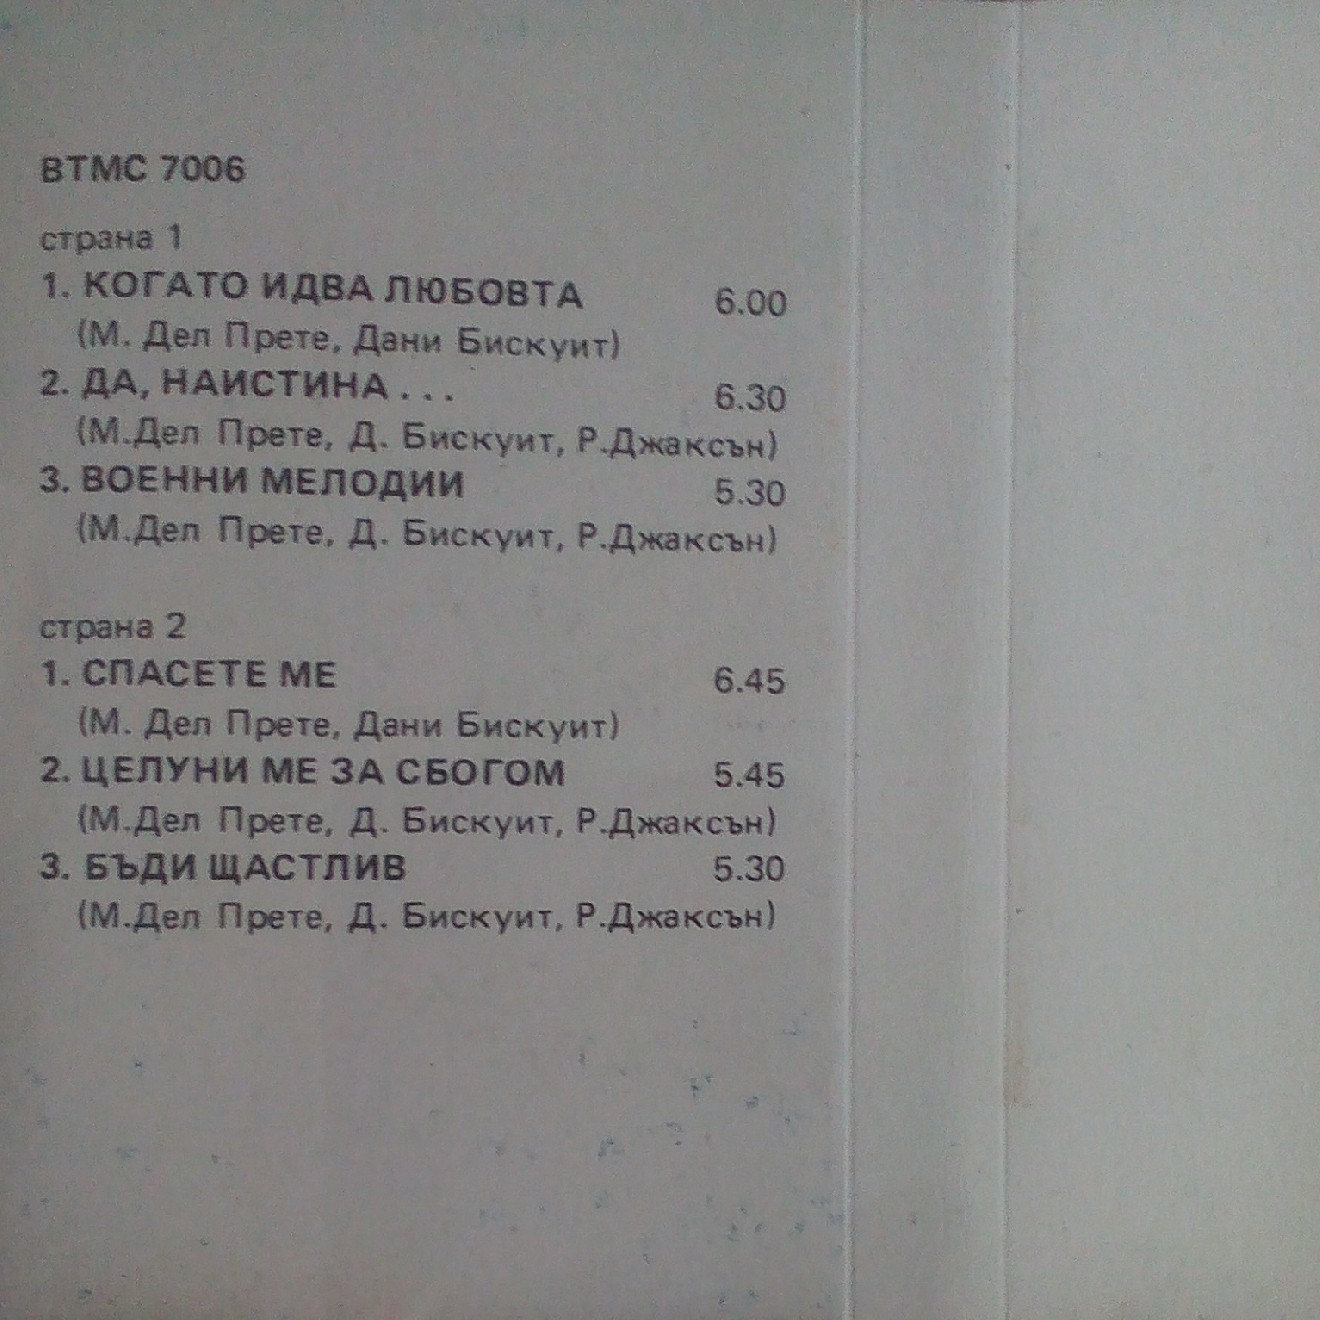 ВТМС 7006
страна 1
1. КОГАТО ИДВА ЛЮБОВТА 6.00
(М. Дел Прете, Дани Бискуит)
2. ДА, НАИСТИНА . . . 6.30
(М.Дел Прете, Д. Бискуит, Р.Джаксън)
3. ВОЕННИ МЕЛОДИИ 5.30
(М.Дел Прете, Д. Бискуит, Р.Джаксън)
страна 2
1. СПАСЕТЕ МЕ 6.45
(М. Дел Прете, Дани Бискуит)
2. ЦЕЛУНИ МЕ ЗА СБОГОМ 5.45
(М.Дел Прете, Д. Бискуит, Р.Джаксън)
3. БЪДИ ЩАСТЛИВ 5.30
(М.Дел Прете, Д. Бискуит, Р.Джаксън)